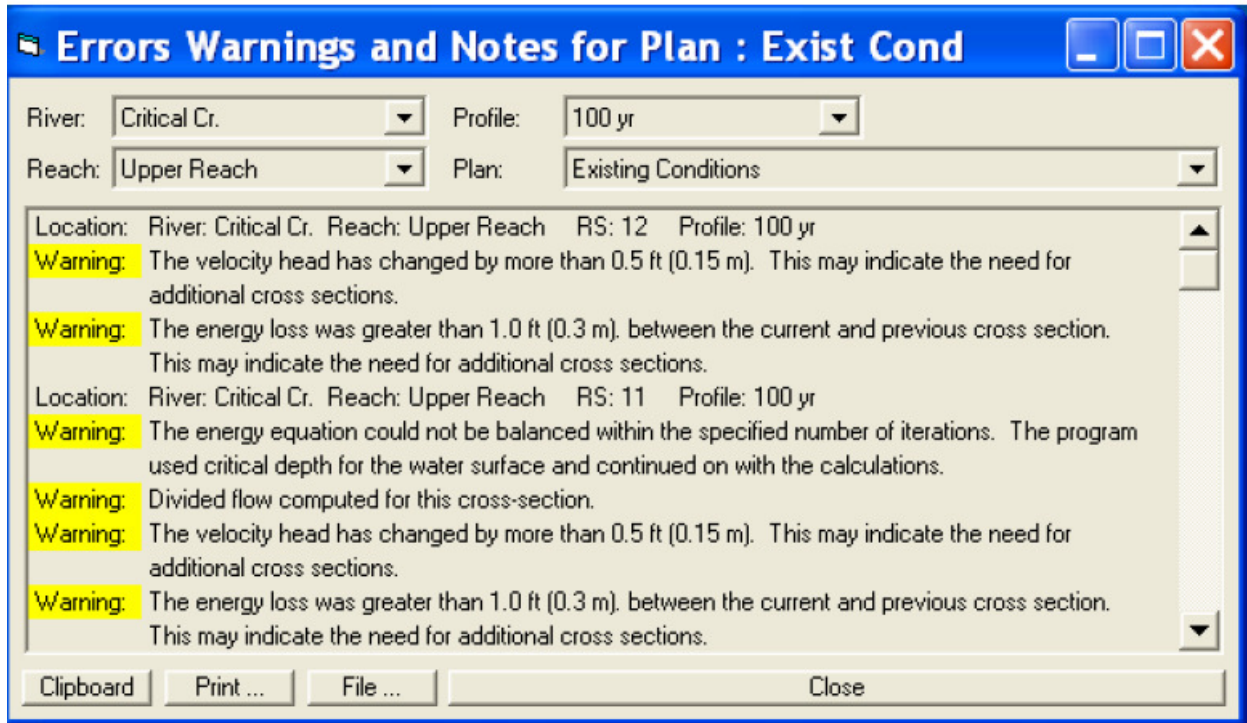 Errors Warnings and Notes for Plan : Exist Cond
River: Critical Cr. Profile: 100 yr
Reach: Upper Reach Plan: Existing Conditions
Location: River: Critical Cr. Reach: Upper Reach RS: 12 Profile: 100 yr
Warning: The velocity head has changed by more than 0.5 ft (0.15 m). This may indicate the need for
additional cross sections.
Warning: The energy loss was greater than 1.0 ft (0.3 m). between the current and previous cross section.
This may indicate the need for additional cross sections.
Location: River: Critical Cr. Reach: Upper Reach RS: 11 Profile: 100 yr
Warning: The energy equation could not be balanced within the specified number of iterations. The program
used critical depth for the water surface and continued on with the calculations.
Warning: Divided flow computed for this cross-section.
Warning: The velocity head has changed by more than 0.5 ft (0.15 m). This may indicate the need for
additional cross sections.
Warning: The energy loss was greater than 1.0 ft (0.3 m). between the current and previous cross section.
This may indicate the need for additional cross sections.
Clipboard Print ... File ... Close